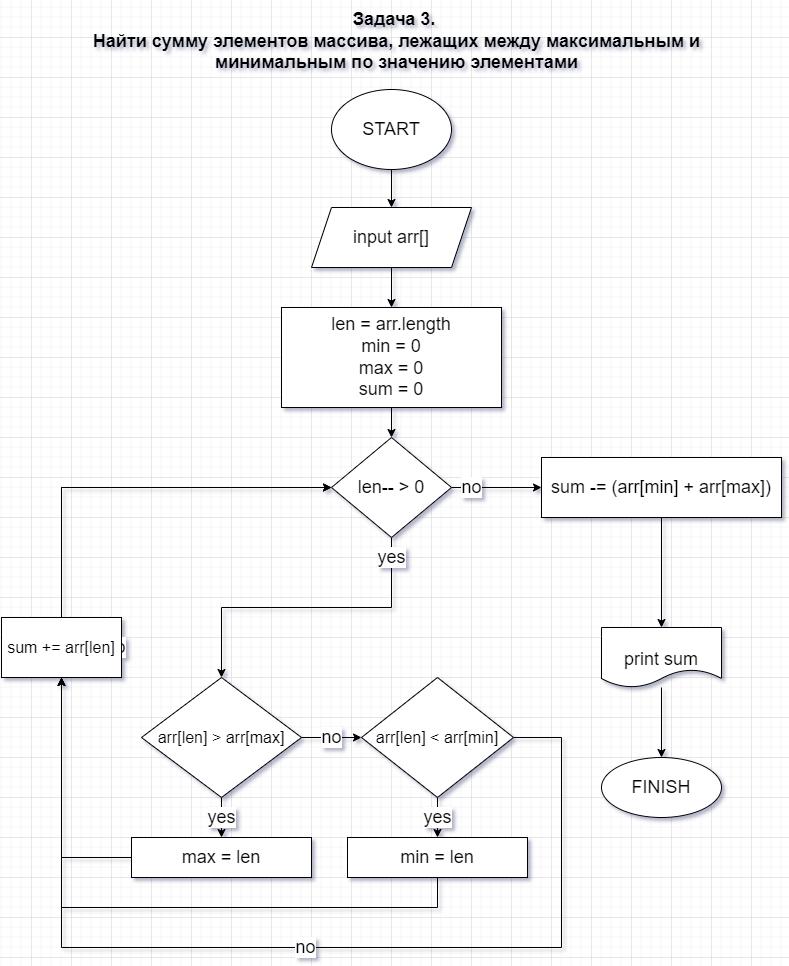 Задача 3.
Найти сумму элементов массива, лежащих между максимальным и
минимальным по значению элементами
START
input arr[]
len = arr.length
min = 0
max = 0
sum = 0
len-- > 0
no
sum -= (arr[min] + arr[max])
yes
sum += arr[len]
print sum
arr[len] > arr[max]
no
arr[len] < arr[min]
FINISH
yes
yes
max = len
min = len
no